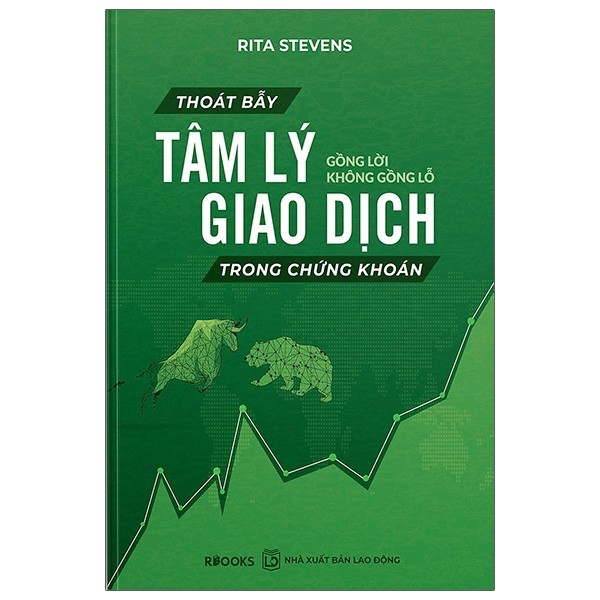 RITA STEVENS
THOÁT BẪY
TÂM LÝ
GỒNG LỜI
KHÔNG GỒNG LỖ
GIAO DỊCH
TRONG CHỨNG KHOÁN
RBOOKS LD NHÀ XUẤT BẢN LAO ĐỘNG